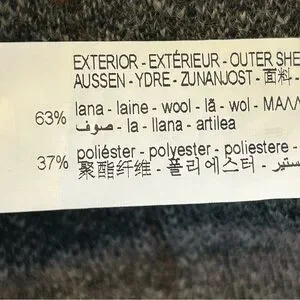 EXTERIOR - EXTÉRIEUR - OUTER SHE
AUSSEN - YDRE - ZUNANJOST - 面料 -
63% lana - laine - wool - lã - wol - ΜΑΛΛ
صوف - la - llana - artilea
37% poliéster - polyester - poliestere -
聚酯纤维 - 폴리에스터 -